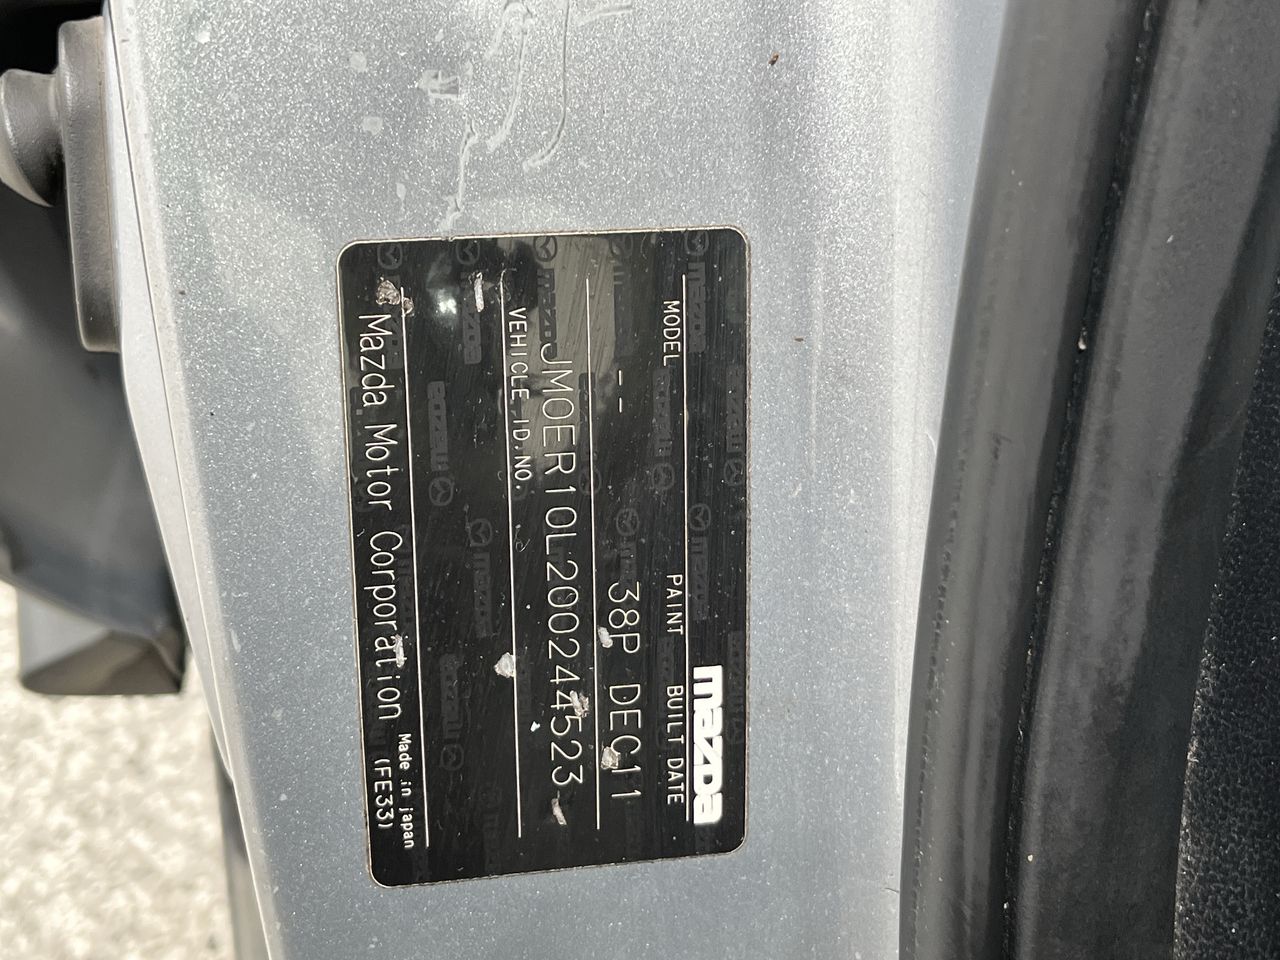 mazda
MODEL PAINT BUILT DATE
-- 38P DEC11
JM0ER10L200244523
VEHICLE ID.NO.
Made in japan
Mazda Motor Corporation (FE33)